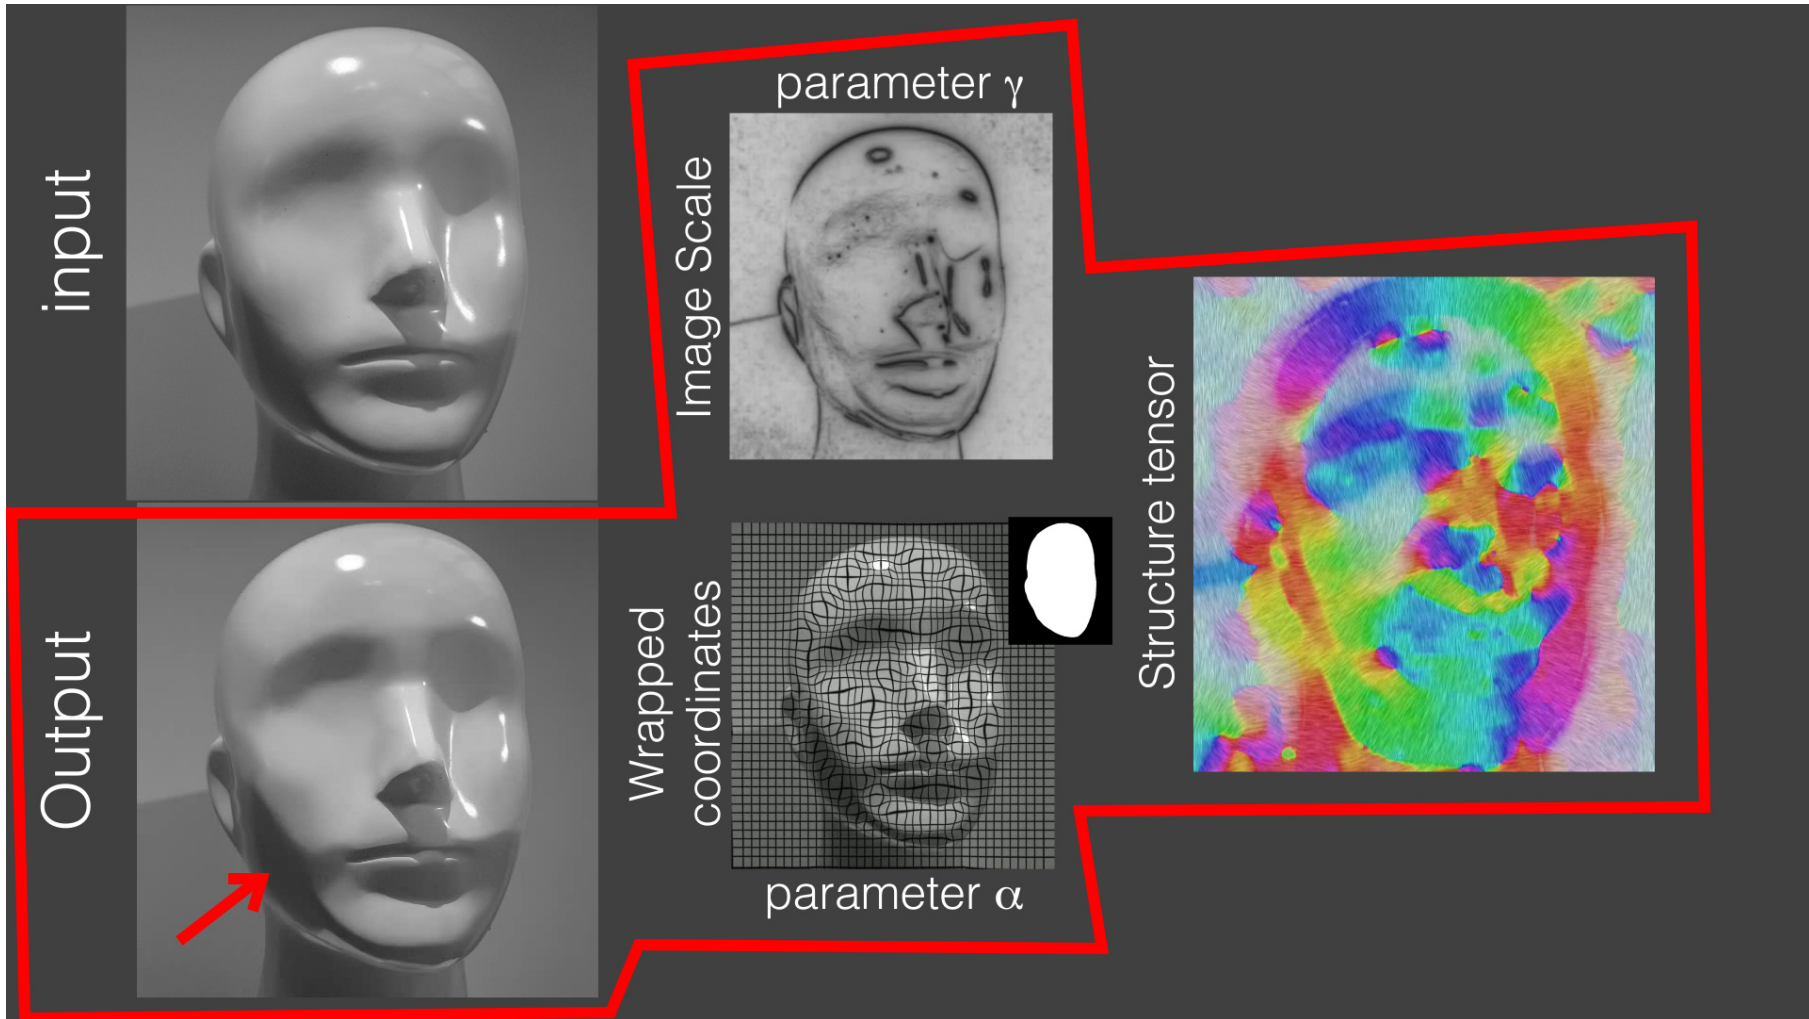 input
parameter γ
Image Scale
Structure tensor
Output
Wrapped
coordinates
parameter α